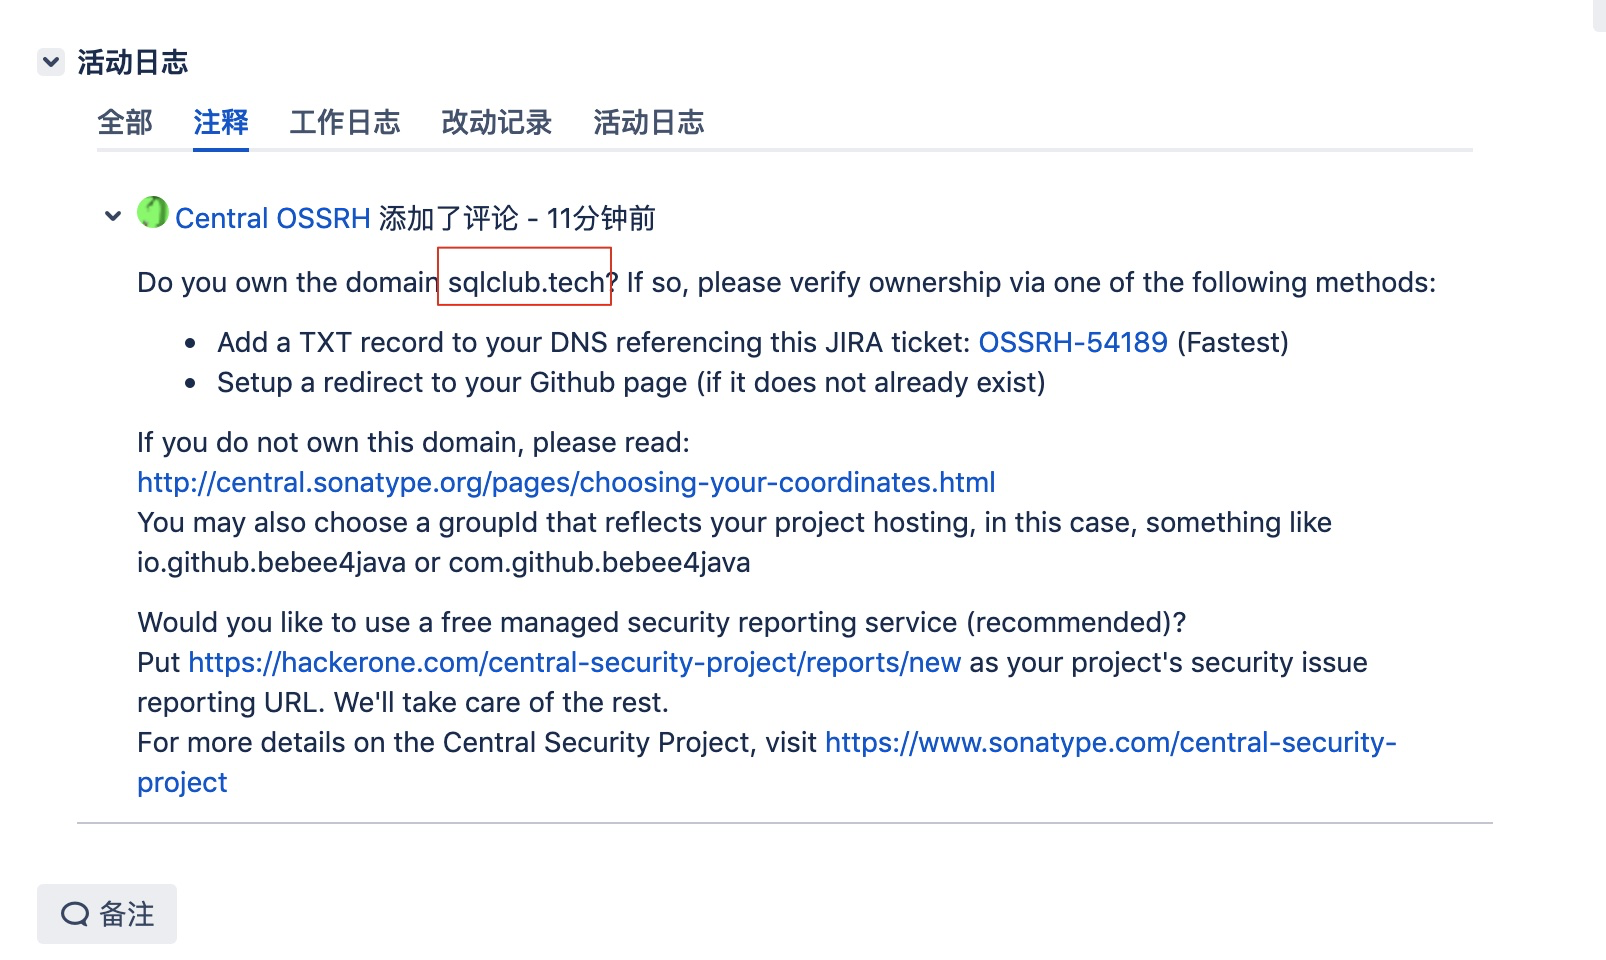 活动日志
全部 注释 工作日志 改动记录 活动日志
Central OSSRH 添加了评论 - 11分钟前
Do you own the domain sqlclub.tech? If so, please verify ownership via one of the following methods:
• Add a TXT record to your DNS referencing this JIRA ticket: OSSRH-54189 (Fastest)
• Setup a redirect to your Github page (if it does not already exist)
If you do not own this domain, please read:
http://central.sonatype.org/pages/choosing-your-coordinates.html
You may also choose a groupId that reflects your project hosting, in this case, something like
io.github.bebee4java or com.github.bebee4java
Would you like to use a free managed security reporting service (recommended)?
Put https://hackerone.com/central-security-project/reports/new as your project's security issue
reporting URL. We'll take care of the rest.
For more details on the Central Security Project, visit https://www.sonatype.com/central-security-
project
备注